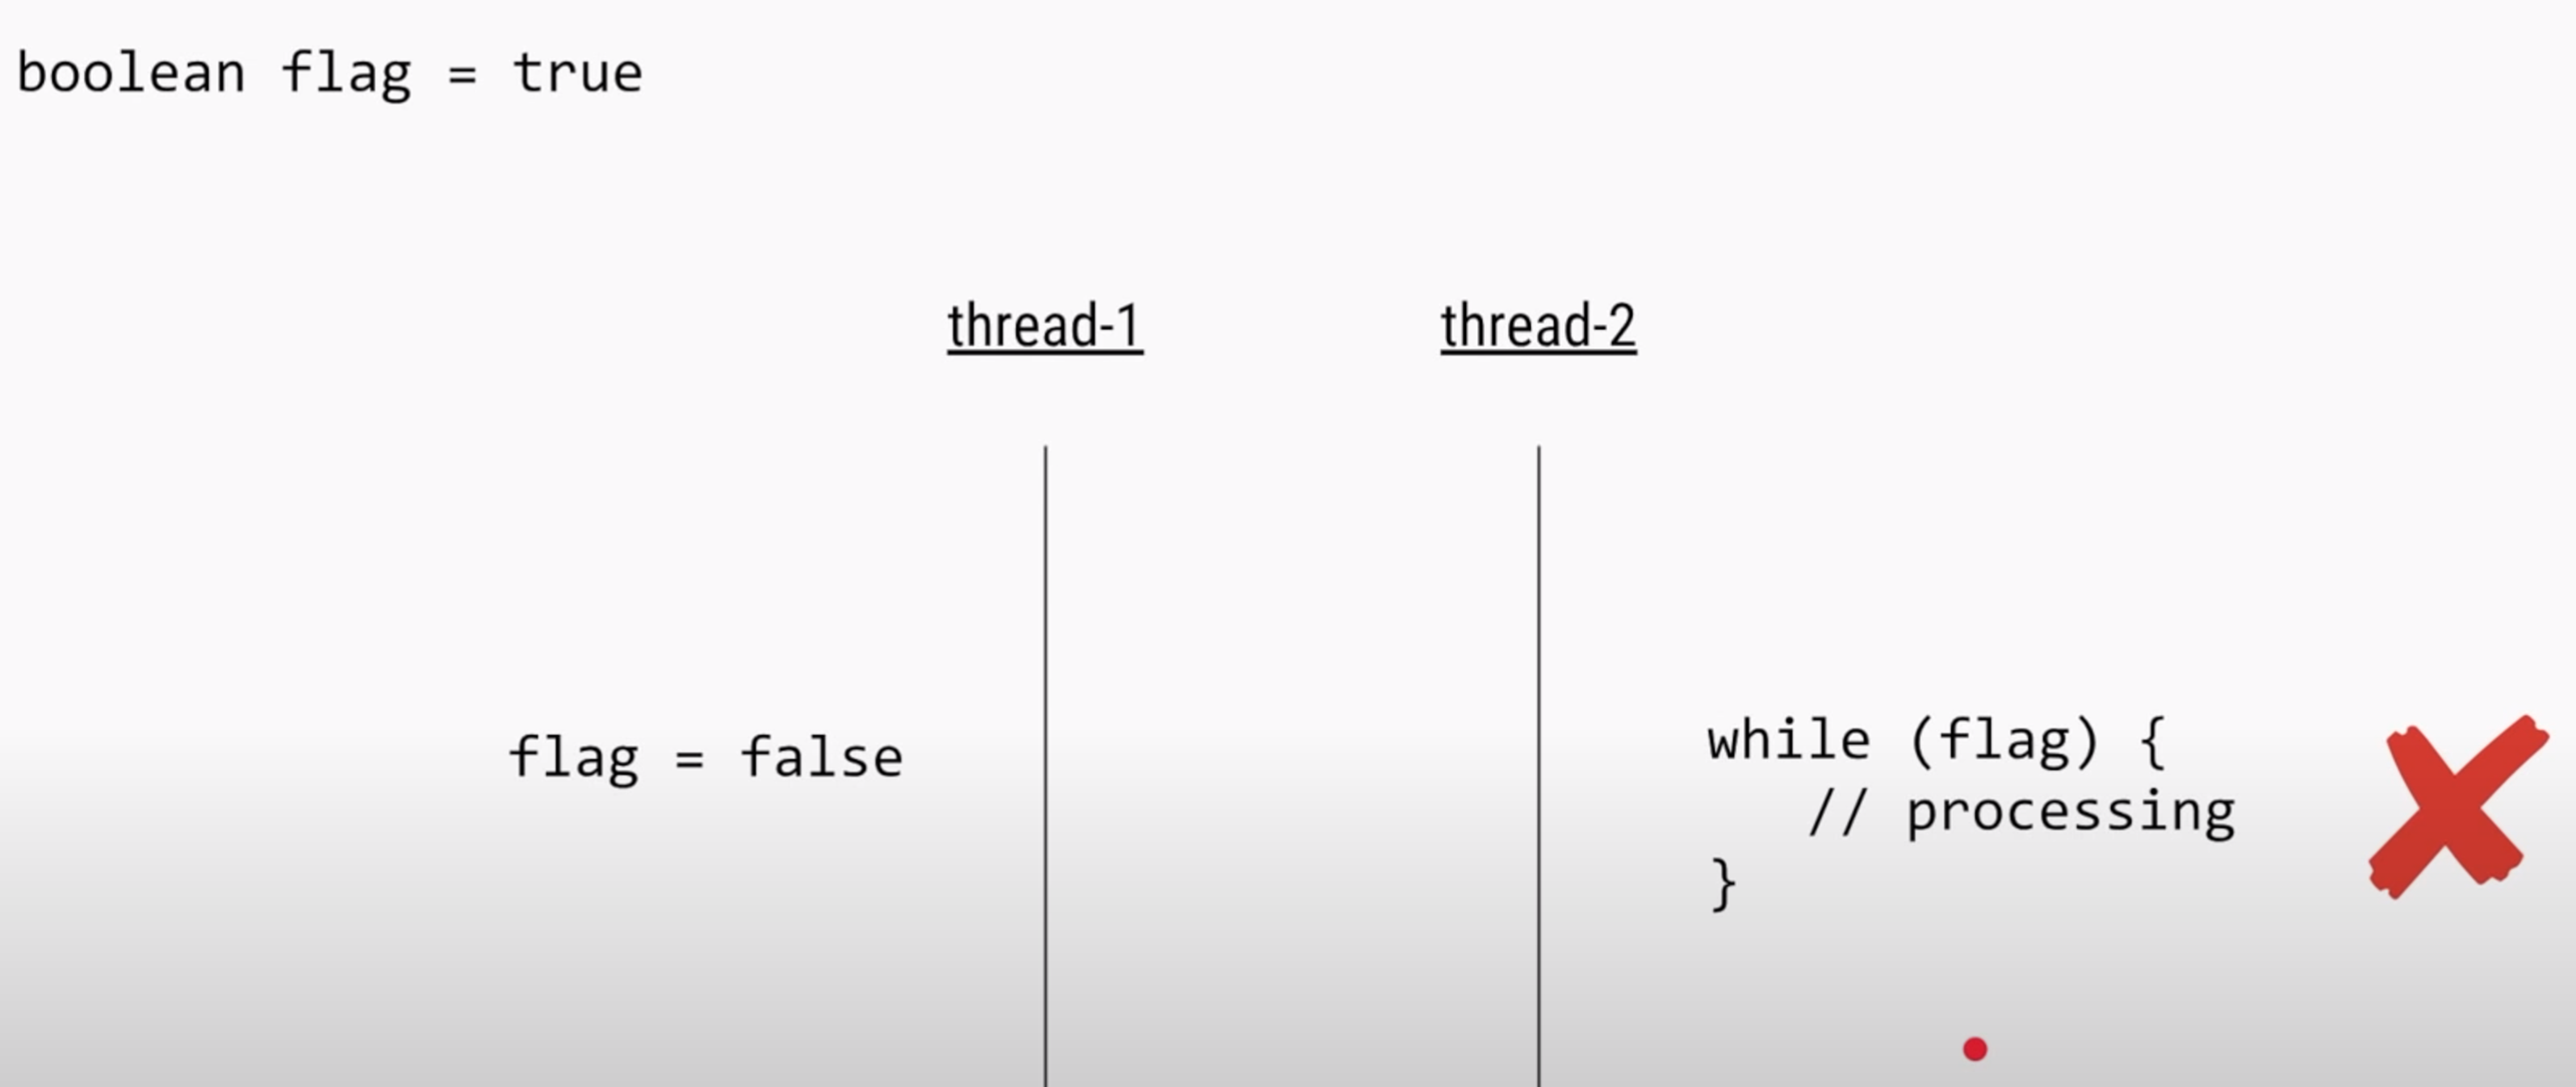 boolean flag = true
thread-1
thread-2
flag = false
while (flag) {
// processing
}